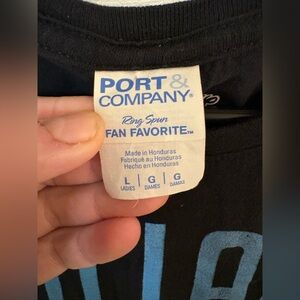 PORT &
COMPANY®
Ring Spun
FAN FAVORITE™
Made in Honduras
Fabriqué au Honduras
Hecho en Honduras
L G G
LADIES DAMES DAMAS